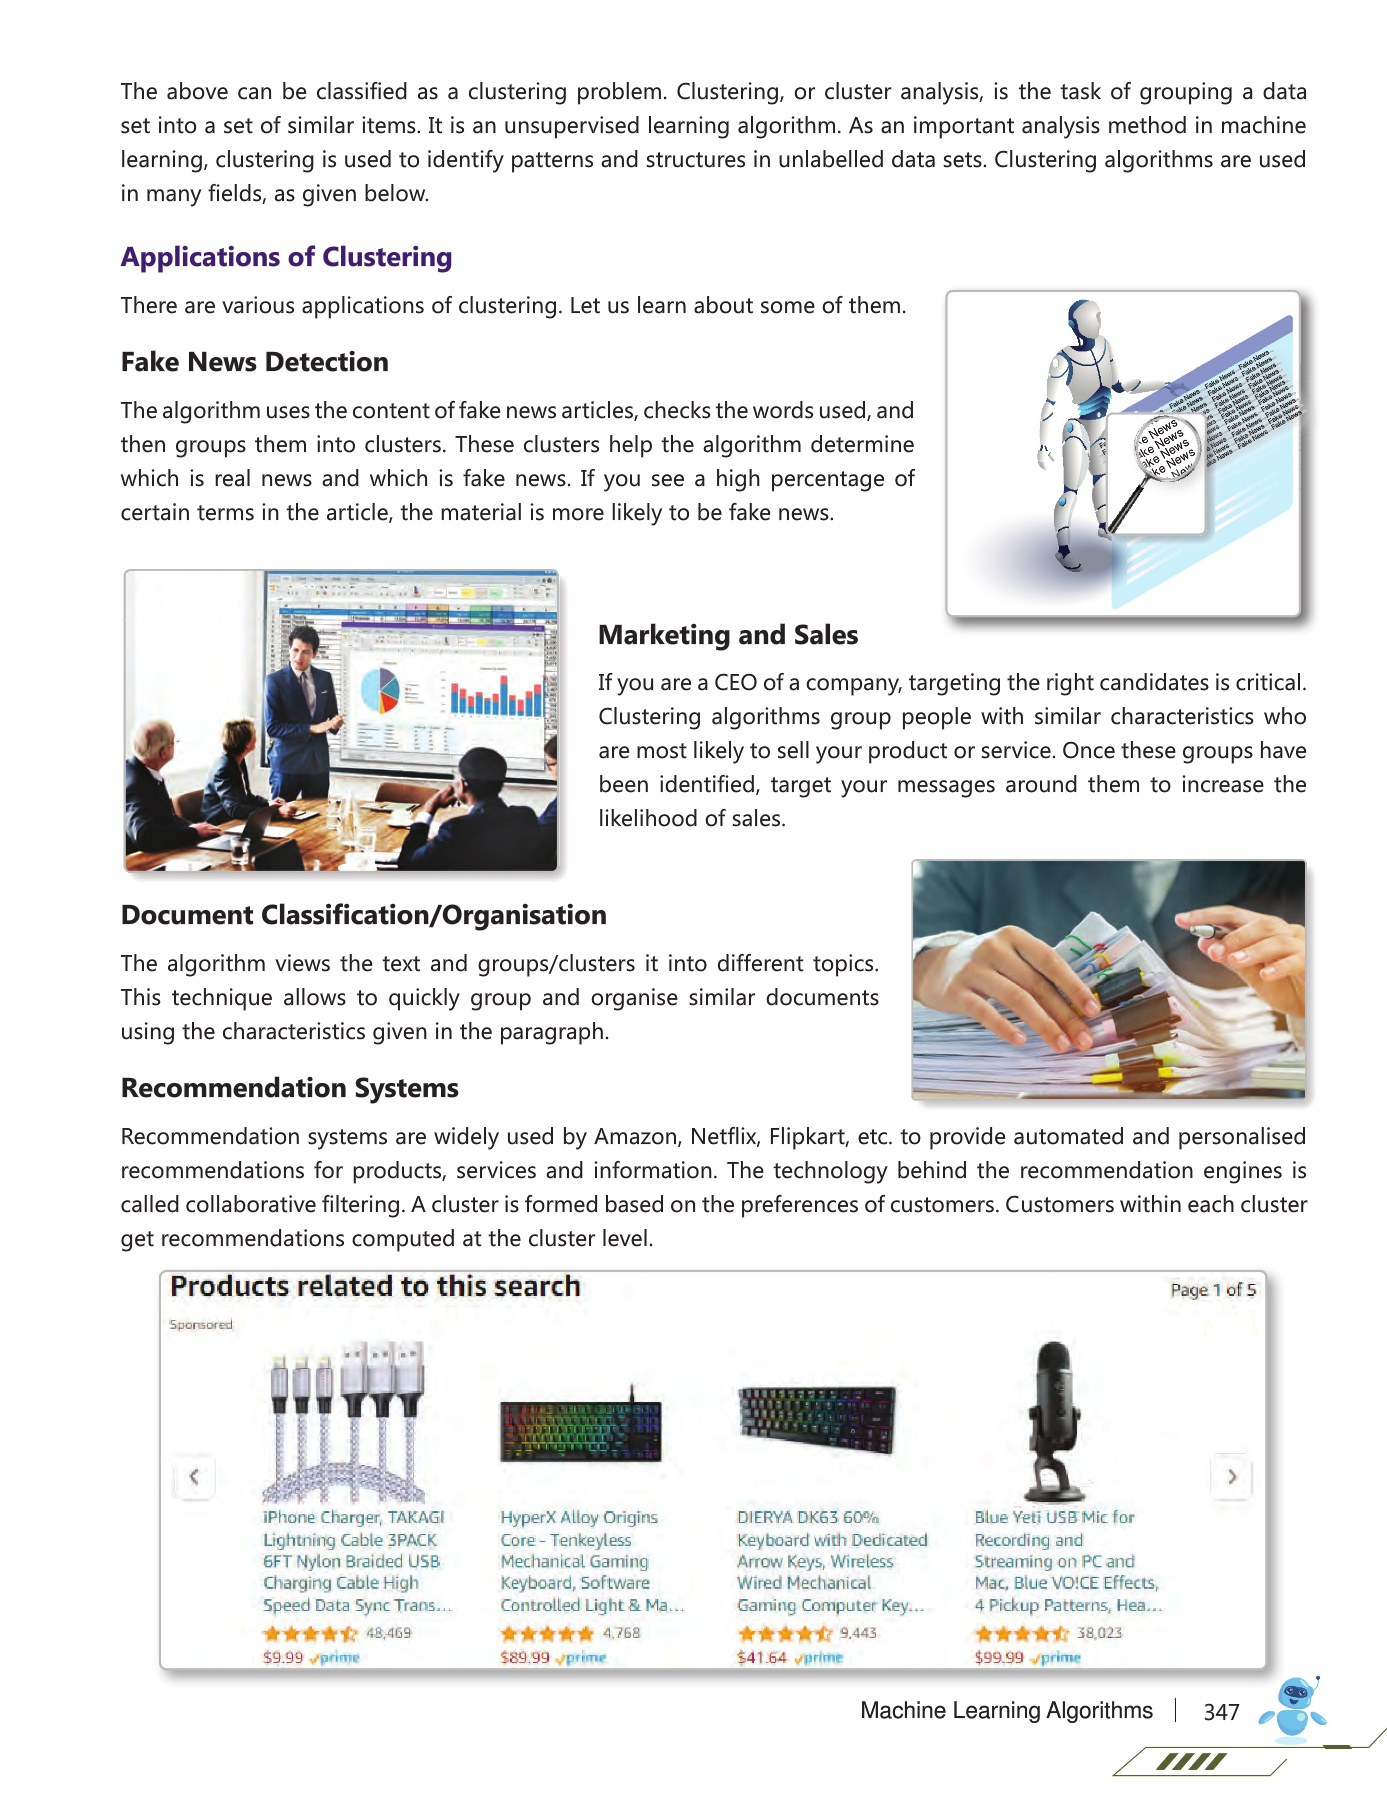 The above can be classified as a clustering problem. Clustering, or cluster analysis, is the task of grouping a data
set into a set of similar items. It is an unsupervised learning algorithm. As an important analysis method in machine
learning, clustering is used to identify patterns and structures in unlabelled data sets. Clustering algorithms are used
in many fields, as given below.
Applications of Clustering
There are various applications of clustering. Let us learn about some of them.
Fake News Detection
The algorithm uses the content of fake news articles, checks the words used, and
then groups them into clusters. These clusters help the algorithm determine
which is real news and which is fake news. If you see a high percentage of
certain terms in the article, the material is more likely to be fake news.
Marketing and Sales
If you are a CEO of a company, targeting the right candidates is critical.
Clustering algorithms group people with similar characteristics who
are most likely to sell your product or service. Once these groups have
been identified, target your messages around them to increase the
likelihood of sales.
Document Classification/Organisation
The algorithm views the text and groups/clusters it into different topics.
This technique allows to quickly group and organise similar documents
using the characteristics given in the paragraph.
Recommendation Systems
Recommendation systems are widely used by Amazon, Netflix, Flipkart, etc. to provide automated and personalised
recommendations for products, services and information. The technology behind the recommendation engines is
called collaborative filtering. A cluster is formed based on the preferences of customers. Customers within each cluster
get recommendations computed at the cluster level.
Products related to this search
Page 1 of 5
Sponsored
iPhone Charger, TAKAGI
Lightning Cable 3PACK
6FT Nylon Braided USB
Charging Cable High
Speed Data Sync Trans...
48,469
$9.99 prime
HyperX Alloy Origins
Core - Tenkeyless
Mechanical Gaming
Keyboard, Software
Controlled Light & Ma...
4,768
$89.99 prime
DIERYA DK63 60%
Keyboard with Dedicated
Arrow Keys, Wireless
Wired Mechanical
Gaming Computer Key...
9,443
$41.64 prime
Blue Yeti USB Mic for
Recording and
Streaming on PC and
Mac, Blue VO!CE Effects,
4 Pickup Patterns, Hea...
38,023
$99.99 prime
Machine Learning Algorithms | 347